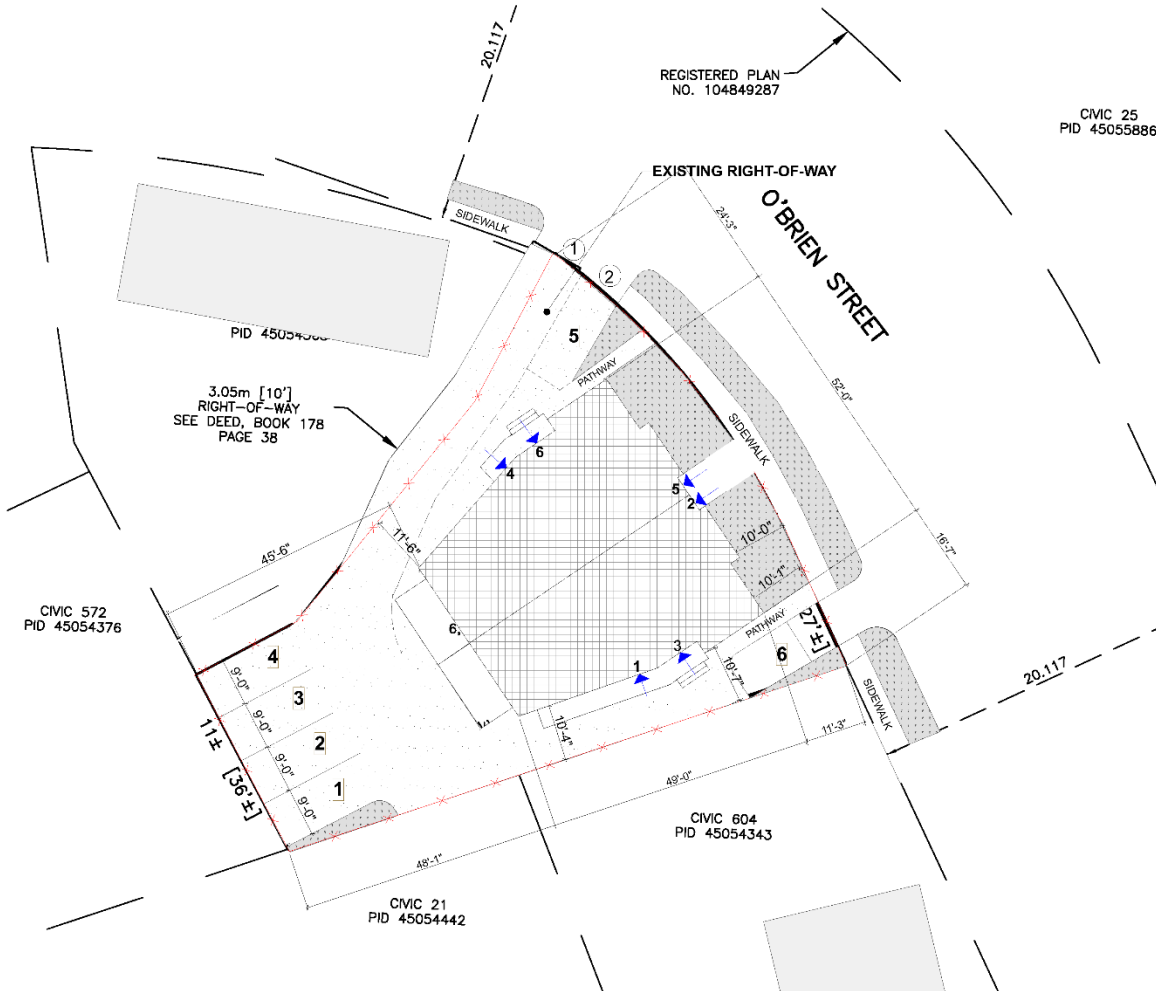 20.117
REGISTERED PLAN
NO. 104849287
CIVIC 25
PID 45055886
EXISTING RIGHT-OF-WAY
O'BRIEN STREET
SIDEWALK
24'-3"
1
2
5
PATHWAY
3.05m [10']
RIGHT-OF-WAY
SEE DEED, BOOK 178
PAGE 38
52'-0"
SIDEWALK
6
4
5
2
45'-6"
11'-6"
10'-0"
16'-7"
10'-1"
CIVIC 572
PID 45054376
PATHWAY
27'±]
6
10'-7"
3
1
4
9'-0"
3
9'-0"
2
9'-0"
1
9'-0"
11±
[36'±]
10'-4"
11'-3"
49'-0"
SIDEWALK
20.117
CIVIC 604
PID 45054343
48'-1"
CIVIC 21
PID 45054442